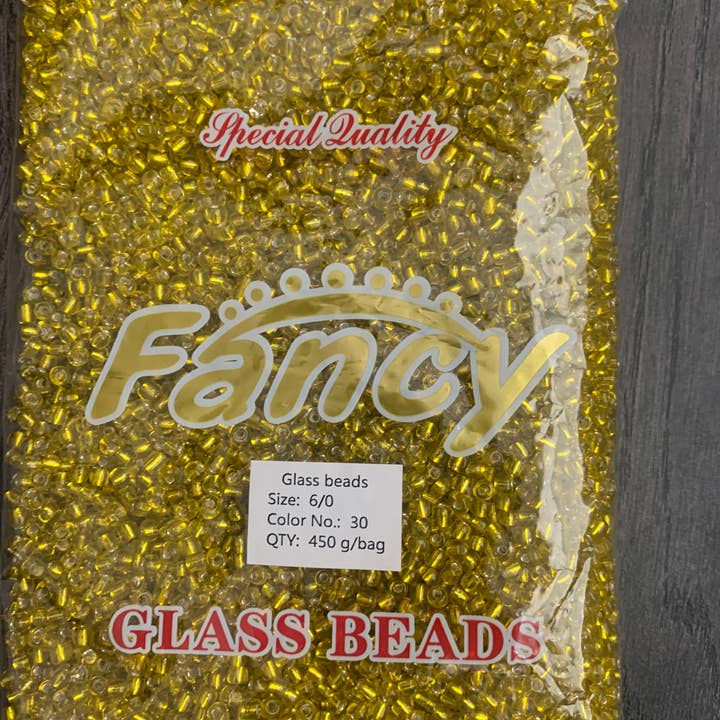 Special Quality
Fancy
Glass beads
Size: 6/0
Color No.: 30
QTY: 450 g/bag
GLASS BEADS